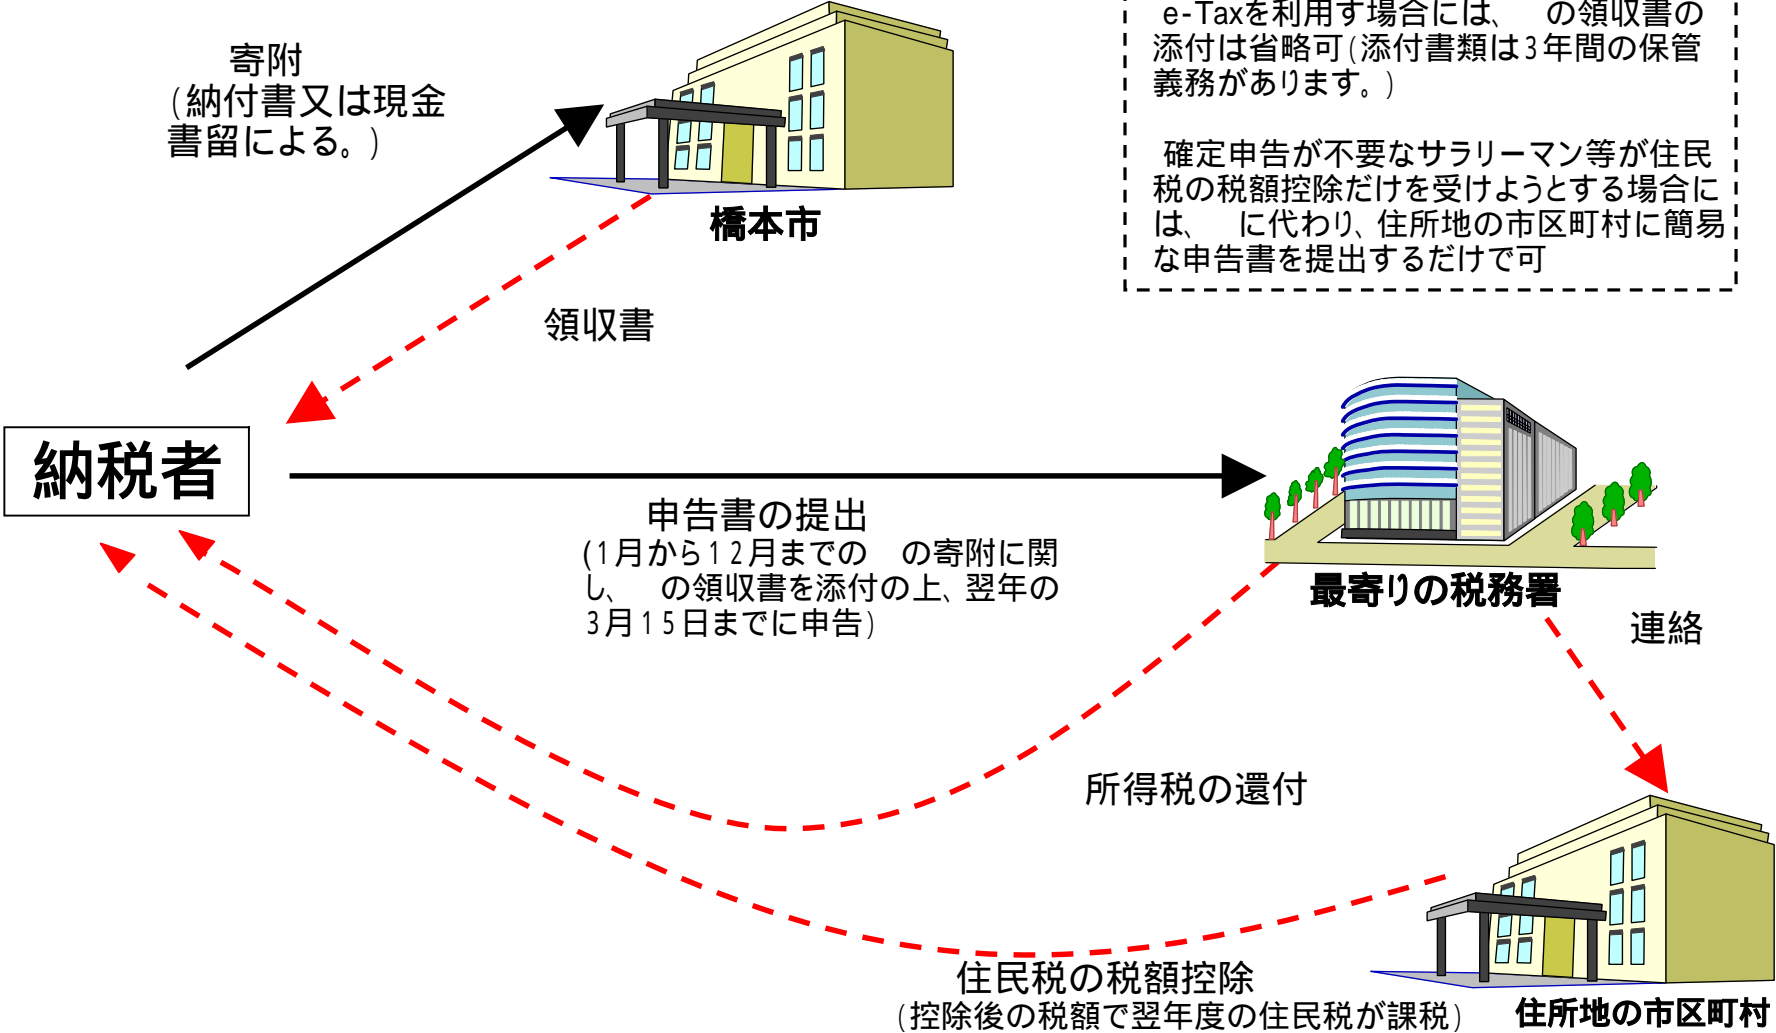 寄附
(納付書又は現金
書留による。)
e-Taxを利用す場合には、　の領収書の
添付は省略可(添付書類は3年間の保管
義務があります。)
確定申告が不要なサラリーマン等が住民
税の税額控除だけを受けようとする場合に
は、　に代わり、住所地の市区町村に簡易
な申告書を提出するだけで可
橋本市
領収書
納税者
申告書の提出
(1月から12月までの　の寄附に関
し、　の領収書を添付の上、翌年の
3月15日までに申告)
最寄りの税務署
連絡
所得税の還付
住民税の税額控除
(控除後の税額で翌年度の住民税が課税)
住所地の市区町村